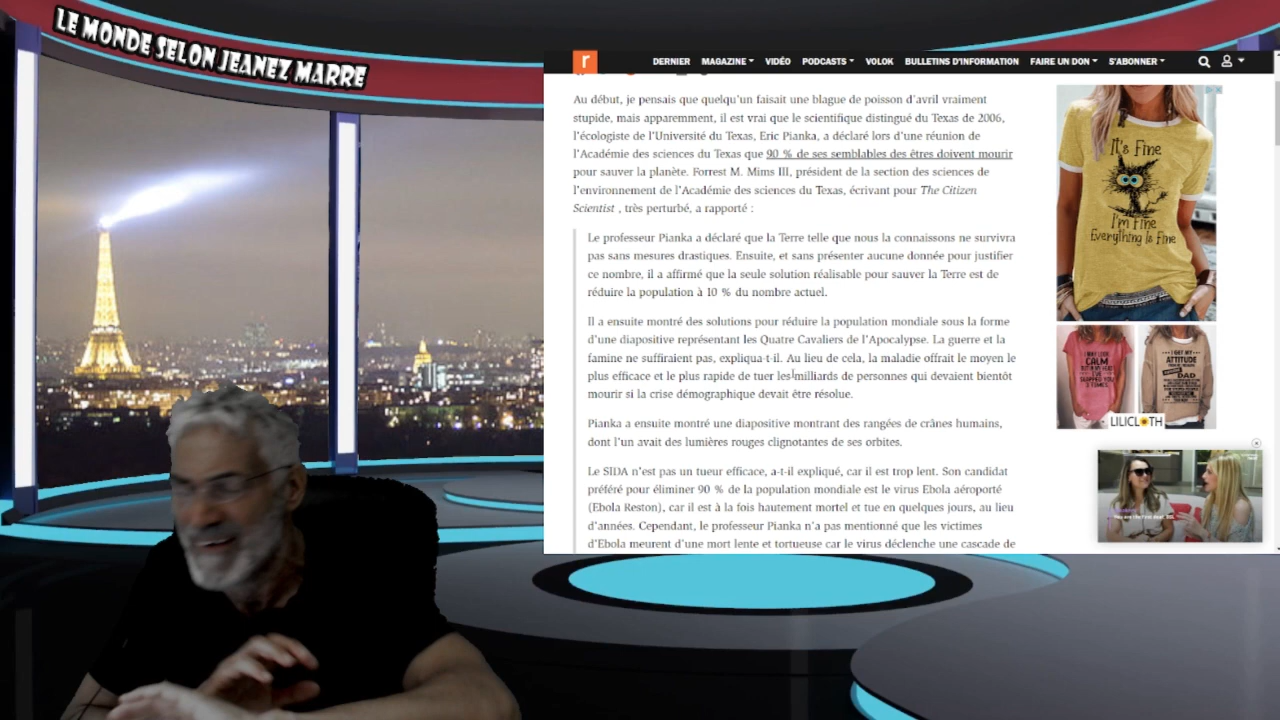 LE MONDE SELON JEANEZ MARRE
r DERNIER MAGAZINE VIDÉO PODCASTS VOLOK BULLETINS D'INFORMATION FAIRE UN DON S'ABONNER
Au début, je pensais que quelqu'un faisait une blague de poisson d'avril vraiment
stupide, mais apparemment, il est vrai que le scientifique distingué du Texas de 2006,
l'écologiste de l'Université du Texas, Eric Pianka, a déclaré lors d'une réunion de
l'Académie des sciences du Texas que 90 % de ses semblables des êtres doivent mourir
pour sauver la planète. Forrest M. Mims III, président de la section des sciences de
l'environnement de l'Académie des sciences du Texas, écrivant pour The Citizen
Scientist , très perturbé, a rapporté :
Le professeur Pianka a déclaré que la Terre telle que nous la connaissons ne survivra
pas sans mesures drastiques. Ensuite, et sans présenter aucune donnée pour justifier
ce nombre, il a affirmé que la seule solution réalisable pour sauver la Terre est de
réduire la population à 10 % du nombre actuel.
Il a ensuite montré des solutions pour réduire la population mondiale sous la forme
d'une diapositive représentant les Quatre Cavaliers de l'Apocalypse. La guerre et la
famine ne suffiraient pas, expliqua-t-il. Au lieu de cela, la maladie offrait le moyen le
plus efficace et le plus rapide de tuer les milliards de personnes qui devaient bientôt
mourir si la crise démographique devait être résolue.
Pianka a ensuite montré une diapositive montrant des rangées de crânes humains,
dont l'un avait des lumières rouges clignotantes de ses orbites.
Le SIDA n'est pas un tueur efficace, a-t-il expliqué, car il est trop lent. Son candidat
préféré pour éliminer 90 % de la population mondiale est le virus Ebola aéroporté
(Ebola Reston), car il est à la fois hautement mortel et tue en quelques jours, au lieu
d'années. Cependant, le professeur Pianka n'a pas mentionné que les victimes
d'Ebola meurent d'une mort lente et tortueuse car le virus déclenche une cascade de
It's Fine
I'm Fine
Everything Is Fine
CALM
ATTITUDE
DAD
LILICLOTH